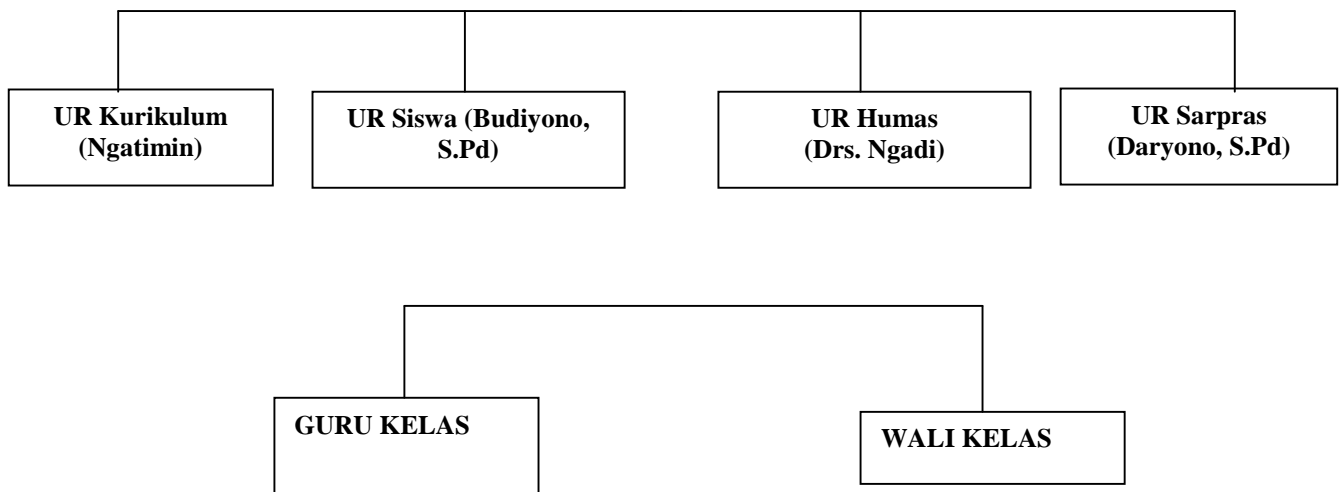 UR Kurikulum
(Ngatimin)
UR Siswa (Budiyono,
S.Pd)
UR Humas
(Drs. Ngadi)
UR Sarpras
(Daryono, S.Pd)
GURU KELAS
WALI KELAS